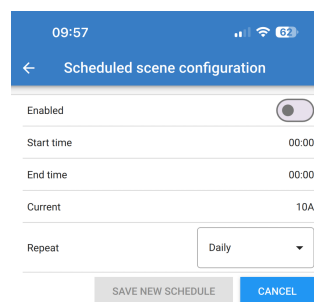 09:57
62
Scheduled scene configuration
Enabled
Start time 00:00
End time 00:00
Current 10A
Repeat Daily
SAVE NEW SCHEDULE CANCEL